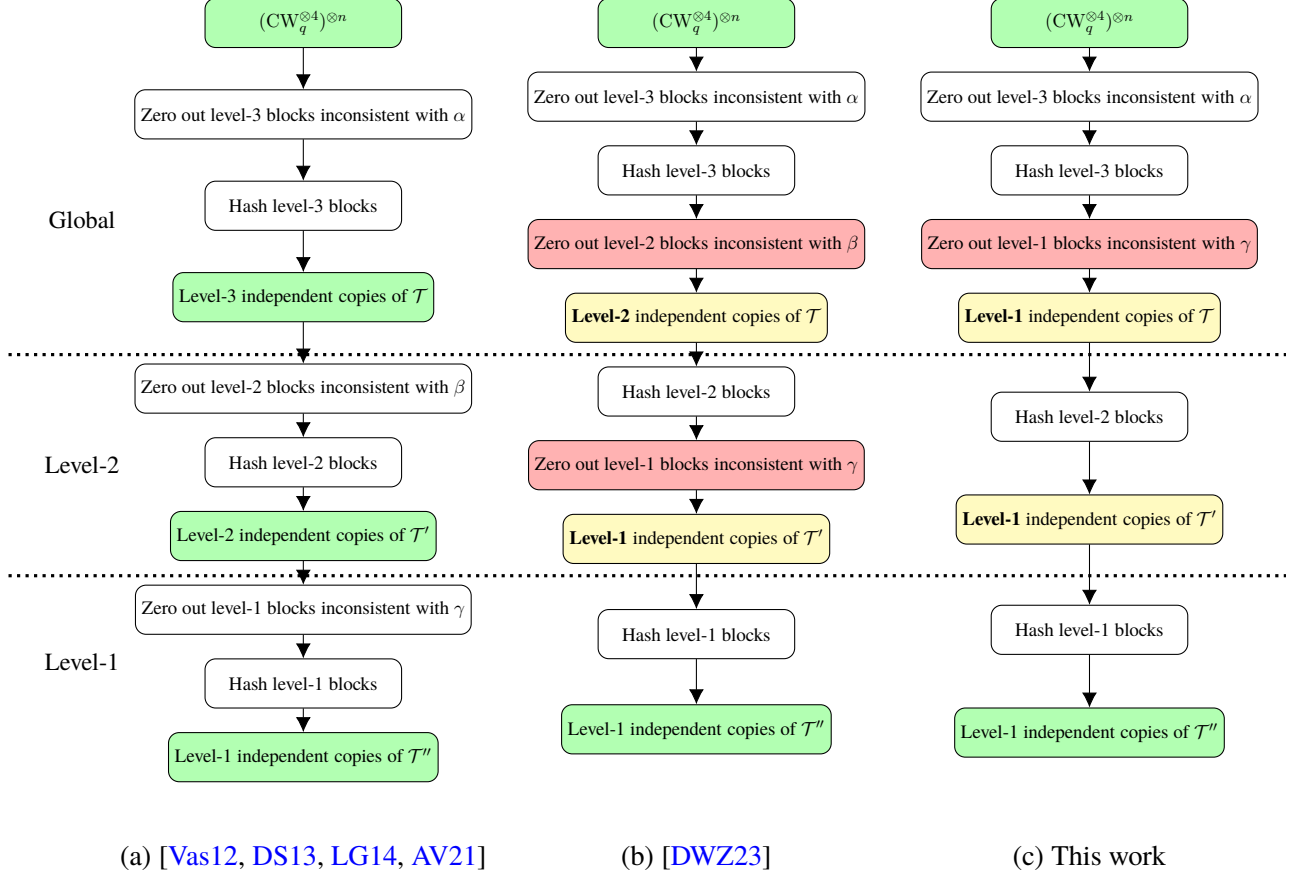 (CW_q^{⊗4})^{⊗n}
Zero out level-3 blocks inconsistent with α
Hash level-3 blocks
Level-3 independent copies of 𝒯
Zero out level-2 blocks inconsistent with β
Hash level-2 blocks
Level-2 independent copies of 𝒯′
Zero out level-1 blocks inconsistent with γ
Hash level-1 blocks
Level-1 independent copies of 𝒯″
(CW_q^{⊗4})^{⊗n}
Zero out level-3 blocks inconsistent with α
Hash level-3 blocks
Zero out level-2 blocks inconsistent with β
Level-2 independent copies of 𝒯
Hash level-2 blocks
Zero out level-1 blocks inconsistent with γ
Level-1 independent copies of 𝒯′
Hash level-1 blocks
Level-1 independent copies of 𝒯″
(CW_q^{⊗4})^{⊗n}
Zero out level-3 blocks inconsistent with α
Hash level-3 blocks
Zero out level-1 blocks inconsistent with γ
Level-1 independent copies of 𝒯
Hash level-2 blocks
Level-1 independent copies of 𝒯′
Hash level-1 blocks
Level-1 independent copies of 𝒯″
Global
Level-2
Level-1
(a) [Vas12, DS13, LG14, AV21]
(b) [DWZ23]
(c) This work